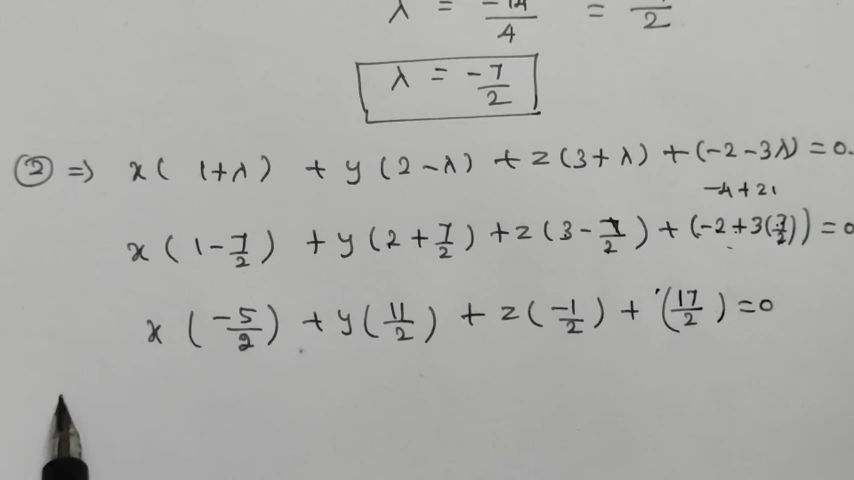 λ = -14/4 = /2
λ = -7/2
② ⇒ x( 1+λ) + y(2-λ) + z(3+λ) + (-2-3λ) = 0.
-4+21
x(1-7/2) + y(2+7/2) + z(3-7/2) + (-2+3(7/2)) = 0
x(-5/2) + y(11/2) + z(-1/2) + (17/2) = 0